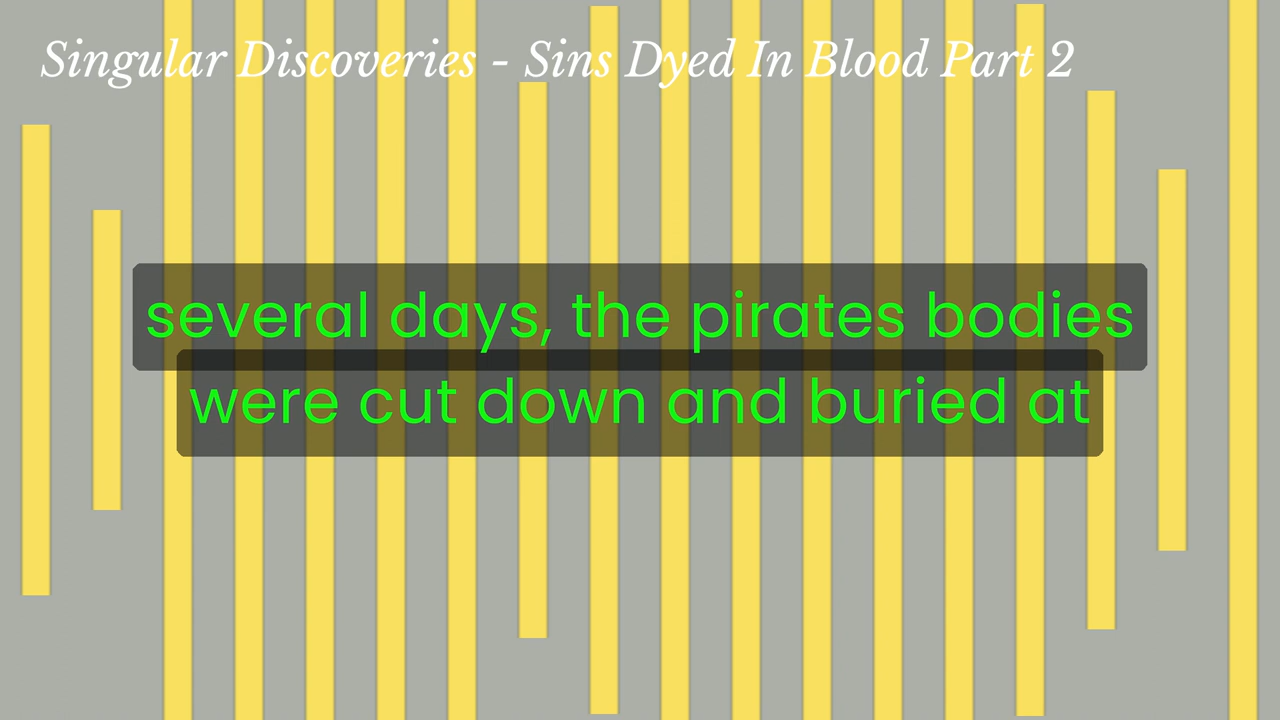 Singular Discoveries - Sins Dyed In Blood Part 2
several days, the pirates bodies
were cut down and buried at